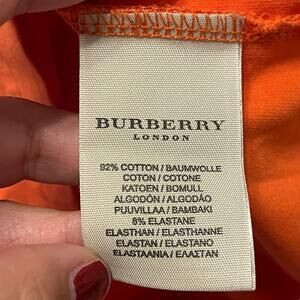 BURBERRY
LONDON
92% COTTON / BAUMWOLLE
COTON / COTONE
KATOEN / BOMULL
ALGODÓN / ALGODÃO
PUUVILLAA / BAMBAKI
8% ELASTANE
ELASTHAN / ELASTHANNE
ELASTAN / ELASTANO
ELASTAANIA / ΕΛΑΣΤΑΝ